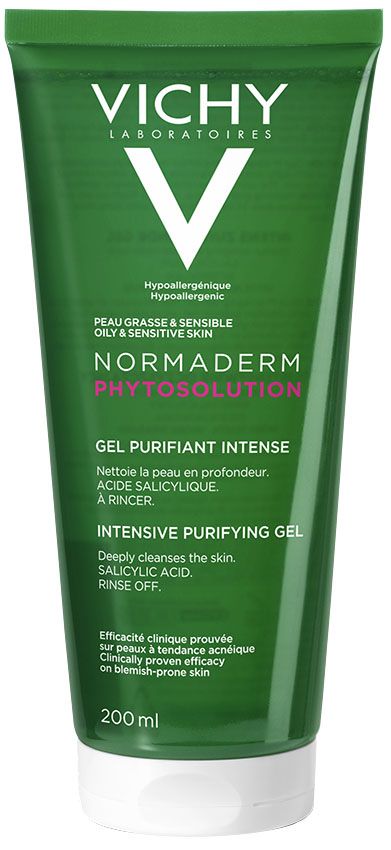 VICHY
LABORATOIRES
Hypoallergénique
Hypoallergenic
PEAU GRASSE & SENSIBLE
OILY & SENSITIVE SKIN
NORMADERM
PHYTOSOLUTION
GEL PURIFIANT INTENSE
Nettoie la peau en profondeur.
ACIDE SALICYLIQUE.
À RINCER.
INTENSIVE PURIFYING GEL
Deeply cleanses the skin.
SALICYLIC ACID.
RINSE OFF.
Efficacité clinique prouvée
sur peaux à tendance acnéique
Clinically proven efficacy
on blemish-prone skin
200 ml